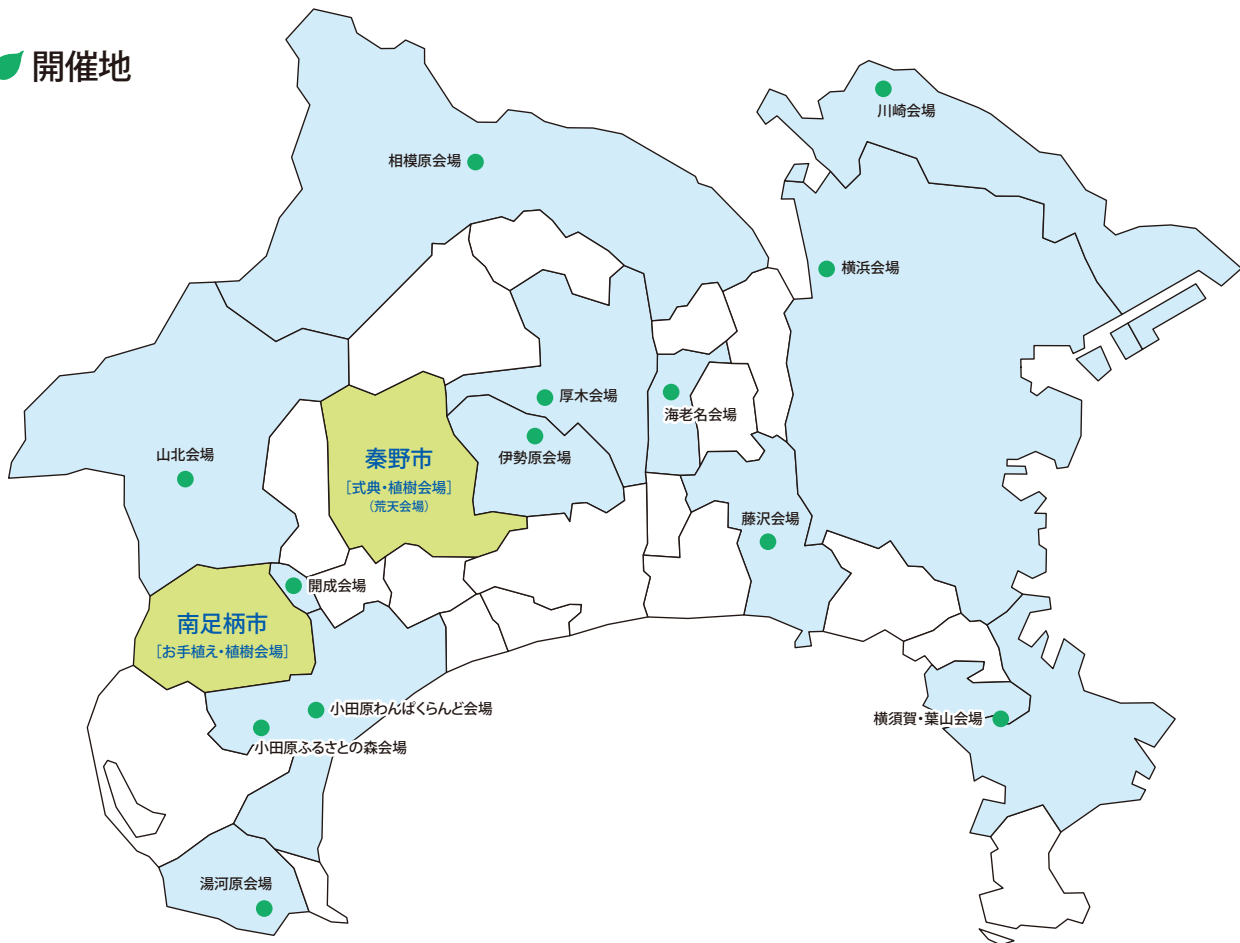 開催地
川崎会場
相模原会場
横浜会場
厚木会場
海老名会場
山北会場
秦野市
[式典・植樹会場]
(荒天会場)
伊勢原会場
藤沢会場
開成会場
南足柄市
[お手植え・植樹会場]
小田原わんぱくらんど会場
横須賀・葉山会場
小田原ふるさとの森会場
湯河原会場